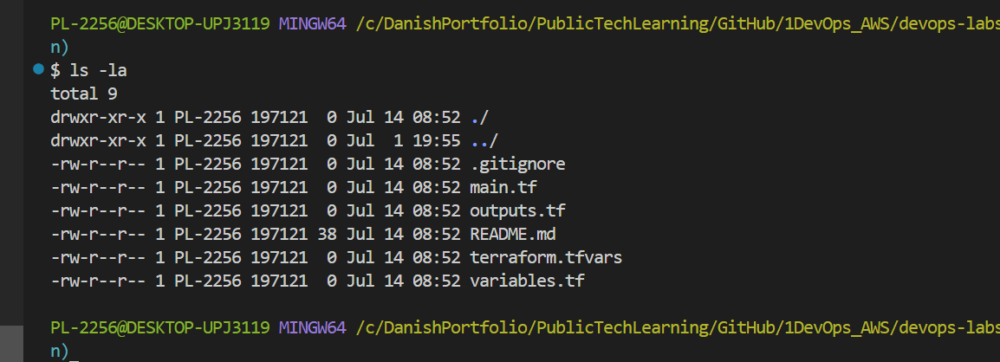 PL-2256@DESKTOP-UPJ3119 MINGW64 /c/DanishPortfolio/PublicTechLearning/GitHub/1DevOps_AWS/devops-labs
n)
$ ls -la
total 9
drwxr-xr-x 1 PL-2256 197121  0 Jul 14 08:52 ./
drwxr-xr-x 1 PL-2256 197121  0 Jul  1 19:55 ../
-rw-r--r-- 1 PL-2256 197121  0 Jul 14 08:52 .gitignore
-rw-r--r-- 1 PL-2256 197121  0 Jul 14 08:52 main.tf
-rw-r--r-- 1 PL-2256 197121  0 Jul 14 08:52 outputs.tf
-rw-r--r-- 1 PL-2256 197121 38 Jul 14 08:52 README.md
-rw-r--r-- 1 PL-2256 197121  0 Jul 14 08:52 terraform.tfvars
-rw-r--r-- 1 PL-2256 197121  0 Jul 14 08:52 variables.tf
PL-2256@DESKTOP-UPJ3119 MINGW64 /c/DanishPortfolio/PublicTechLearning/GitHub/1DevOps_AWS/devops-labs
n)